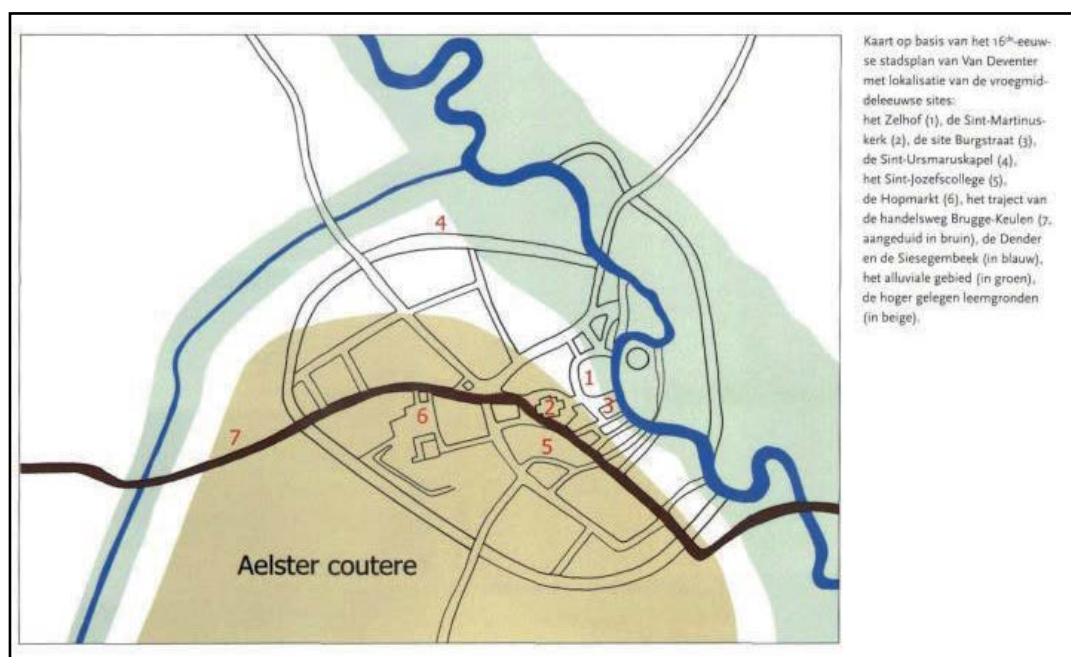 Kaart op basis van het 16de-eeuw-
se stadsplan van Van Deventer
met lokalisatie van de vroegmid-
deleeuwse sites:
het Zelhof (1), de Sint-Martinus-
kerk (2), de site Burgstraat (3),
de Sint-Ursmaruskapel (4),
het Sint-Jozefscollege (5),
de Hopmarkt (6), het traject van
de handelsweg Brugge-Keulen (7,
aangeduid in bruin), de Dender
en de Siesegembeek (in blauw),
het alluviale gebied (in groen),
de hoger gelegen leemgronden
(in beige).
4
1
2
3
6
5
7
Aelster coutere